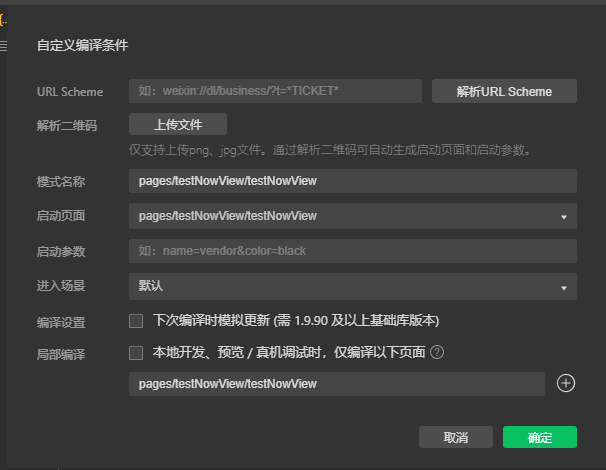 自定义编译条件
URL Scheme 如：weixin://dl/business/?t=*TICKET* 解析URL Scheme
解析二维码 上传文件
仅支持上传png、jpg文件。通过解析二维码可自动生成启动页面和启动参数。
模式名称 pages/testNowView/testNowView
启动页面 pages/testNowView/testNowView
启动参数 如：name=vendor&color=black
进入场景 默认
编译设置 下次编译时模拟更新 (需 1.9.90 及以上基础库版本)
局部编译 本地开发、预览 / 真机调试时，仅编译以下页面 ?
pages/testNowView/testNowView
取消 确定